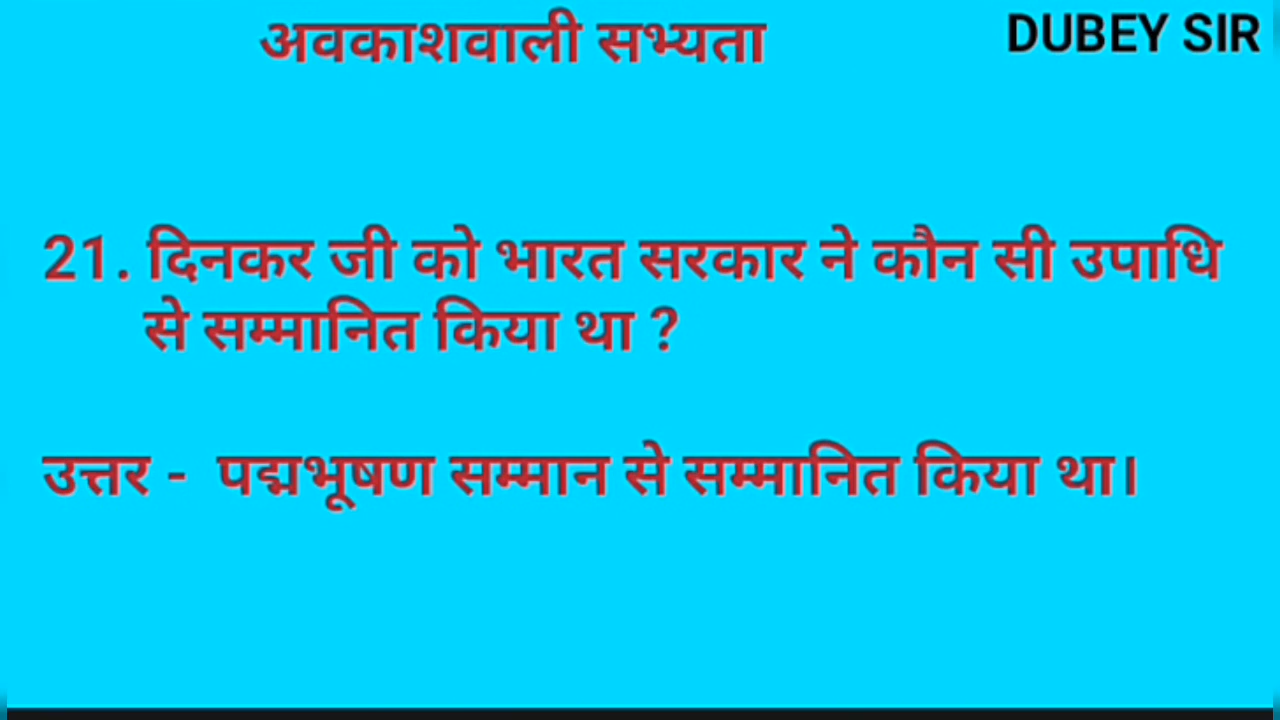 अवकाशवाली सभ्यता
DUBEY SIR
21. दिनकर जी को भारत सरकार ने कौन सी उपाधि
से सम्मानित किया था ?
उत्तर - पद्मभूषण सम्मान से सम्मानित किया था।